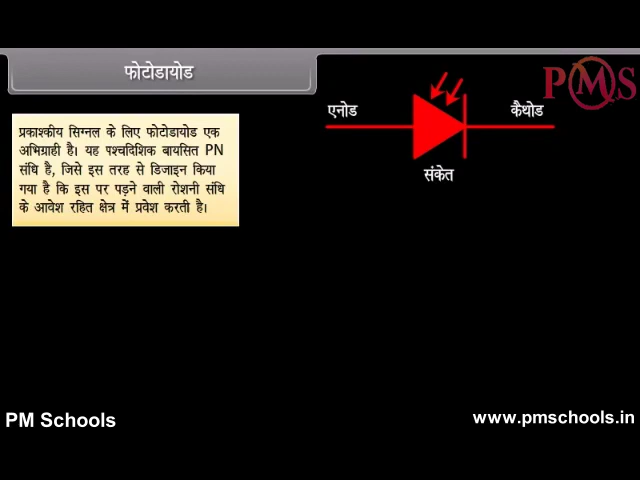 फोटोडायोड
PMS
प्रकाश्कीय सिग्नल के लिए फोटोडायोड एक
अभिग्राही है। यह पश्चदिशिक बायसित PN
संधि है, जिसे इस तरह से डिजाइन किया
गया है कि इस पर पड़ने वाली रोशनी संधि
के आवेश रहित क्षेत्र में प्रवेश करती है।
एनोड
कैथोड
संकेत
PM Schools
www.pmschools.in